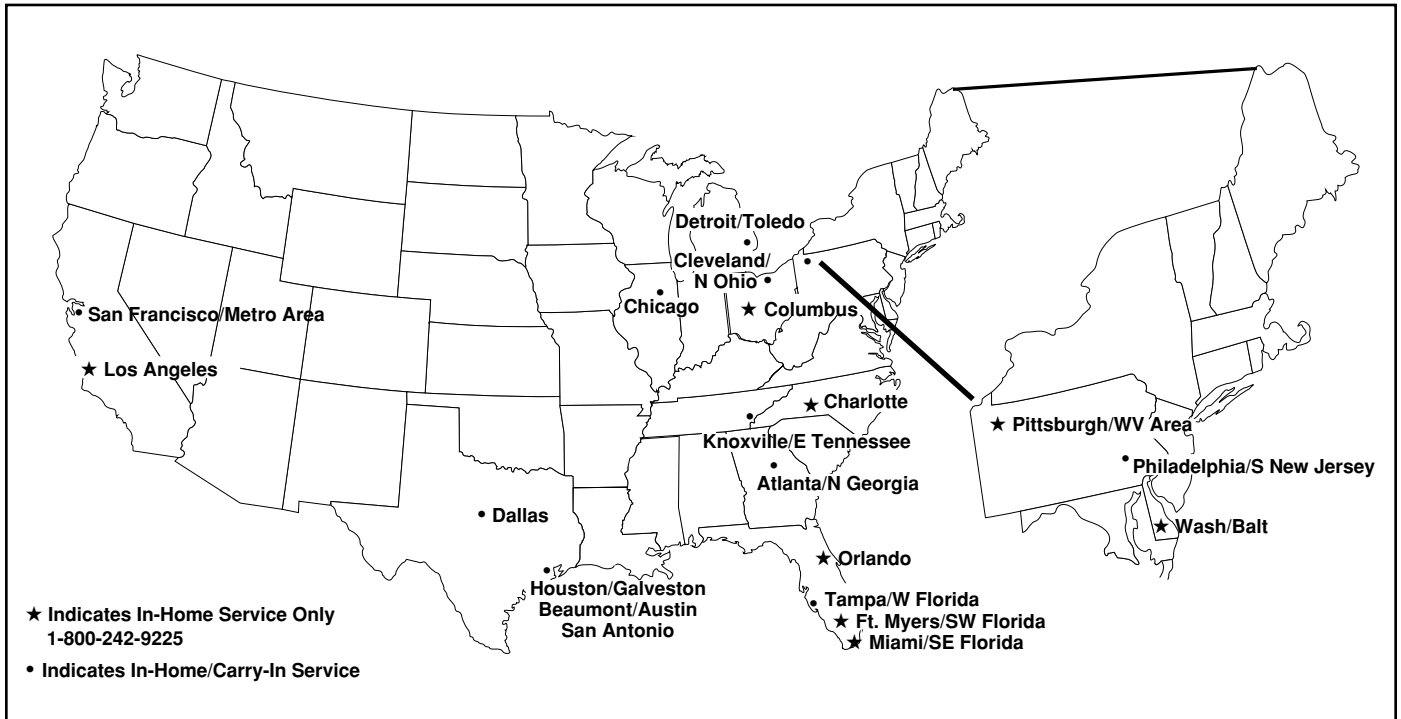 Detroit/Toledo
Cleveland/
N Ohio
Chicago
Columbus
San Francisco/Metro Area
Los Angeles
Charlotte
Knoxville/E Tennessee
Atlanta/N Georgia
Pittsburgh/WV Area
Philadelphia/S New Jersey
Wash/Balt
Dallas
Orlando
Houston/Galveston
Beaumont/Austin
San Antonio
Tampa/W Florida
Ft. Myers/SW Florida
Miami/SE Florida
★ Indicates In-Home Service Only
1-800-242-9225
• Indicates In-Home/Carry-In Service